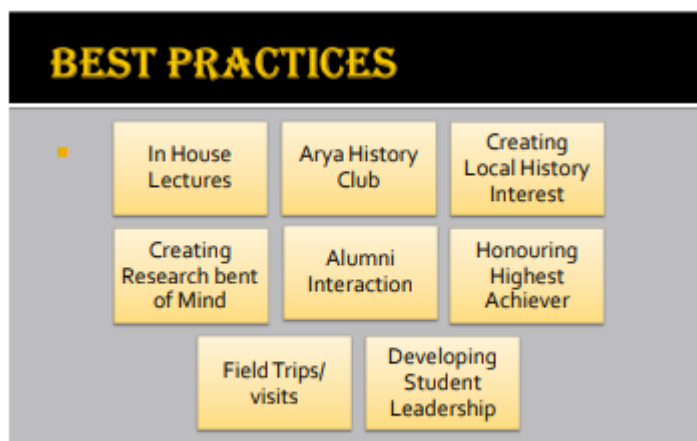 BEST PRACTICES
In House
Lectures
Arya History
Club
Creating
Local History
Interest
Creating
Research bent
of Mind
Alumni
Interaction
Honouring
Highest
Achiever
Field Trips/
visits
Developing
Student
Leadership